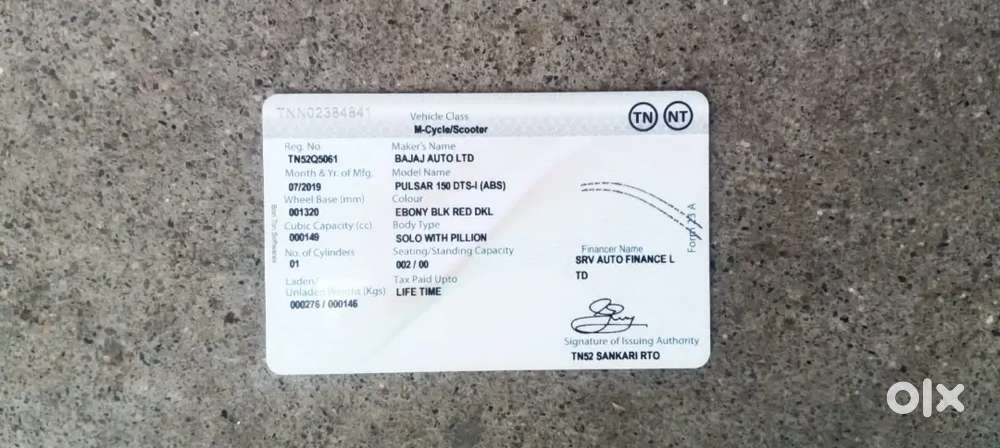 TNN02384841
Vehicle Class
M-Cycle/Scooter
TN NT
Reg. No.
TN52Q5061
Maker's Name
BAJAJ AUTO LTD
Month & Yr. of Mfg.
07/2019
Model Name
PULSAR 150 DTS-I (ABS)
Wheel Base (mm)
001320
Colour
EBONY BLK RED DKL
Cubic Capacity (cc)
000149
Body Type
SOLO WITH PILLION
No. of Cylinders
01
Seating/Standing Capacity
002 / 00
Laden/
Unladen Weight (Kgs)
000276 / 000146
Tax Paid Upto
LIFE TIME
Form 23 A
Financer Name
SRV AUTO FINANCE L
TD
Signature of Issuing Authority
TN52 SANKARI RTO
olx